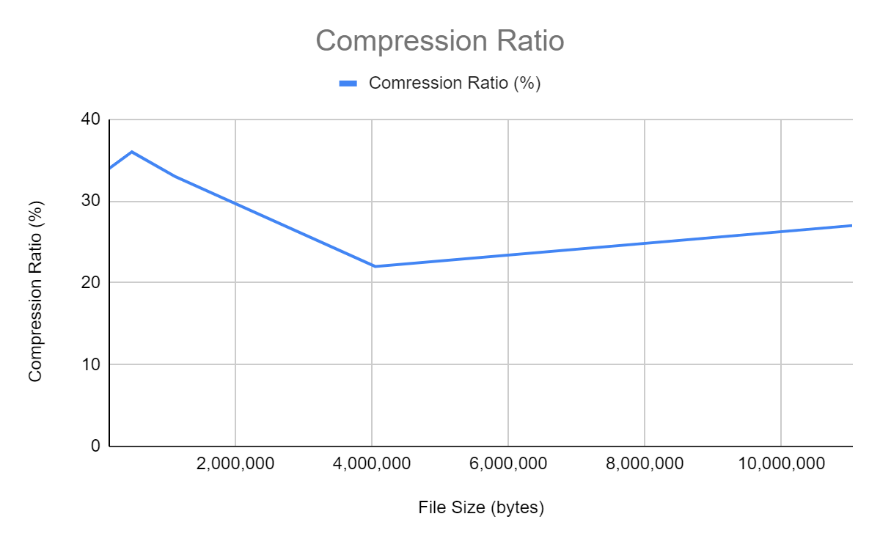 Compression Ratio
Comression Ratio (%)
40
30
20
10
0
Compression Ratio (%)
2,000,000
4,000,000
6,000,000
8,000,000
10,000,000
File Size (bytes)